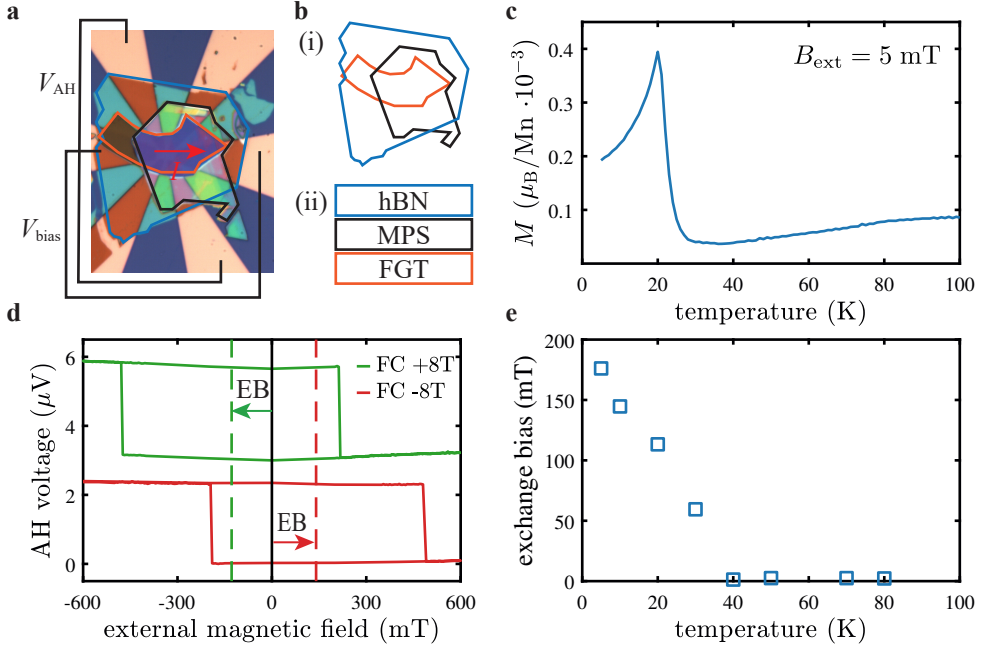 a
V_AH
V_bias
I
b
(i)
(ii)
hBN
MPS
FGT
c
M (μ_B/Mn ·10⁻³)
0.4
0.3
0.2
0.1
B_ext = 5 mT
0 20 40 60 80 100
temperature (K)
d
AH voltage (μV)
6
4
2
0
FC +8T
FC -8T
EB
EB
-600 -300 0 300 600
external magnetic field (mT)
e
exchange bias (mT)
200
150
100
50
0
0 20 40 60 80 100
temperature (K)